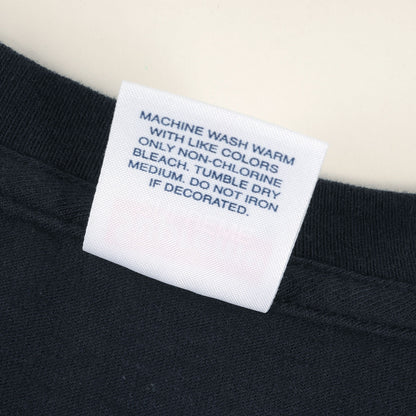 MACHINE WASH WARM
WITH LIKE COLORS
ONLY NON-CHLORINE
BLEACH. TUMBLE DRY
MEDIUM. DO NOT IRON
IF DECORATED.